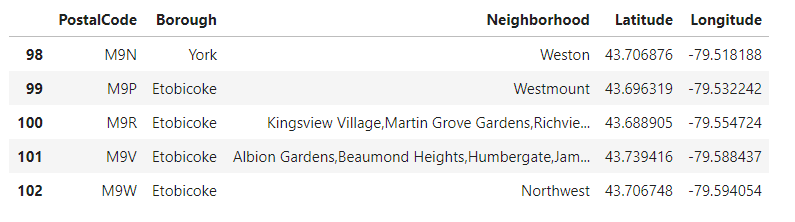 PostalCode Borough Neighborhood Latitude Longitude
98 M9N York Weston 43.706876 -79.518188
99 M9P Etobicoke Westmount 43.696319 -79.532242
100 M9R Etobicoke Kingsview Village,Martin Grove Gardens,Richvie... 43.688905 -79.554724
101 M9V Etobicoke Albion Gardens,Beaumond Heights,Humbergate,Jam... 43.739416 -79.588437
102 M9W Etobicoke Northwest 43.706748 -79.594054